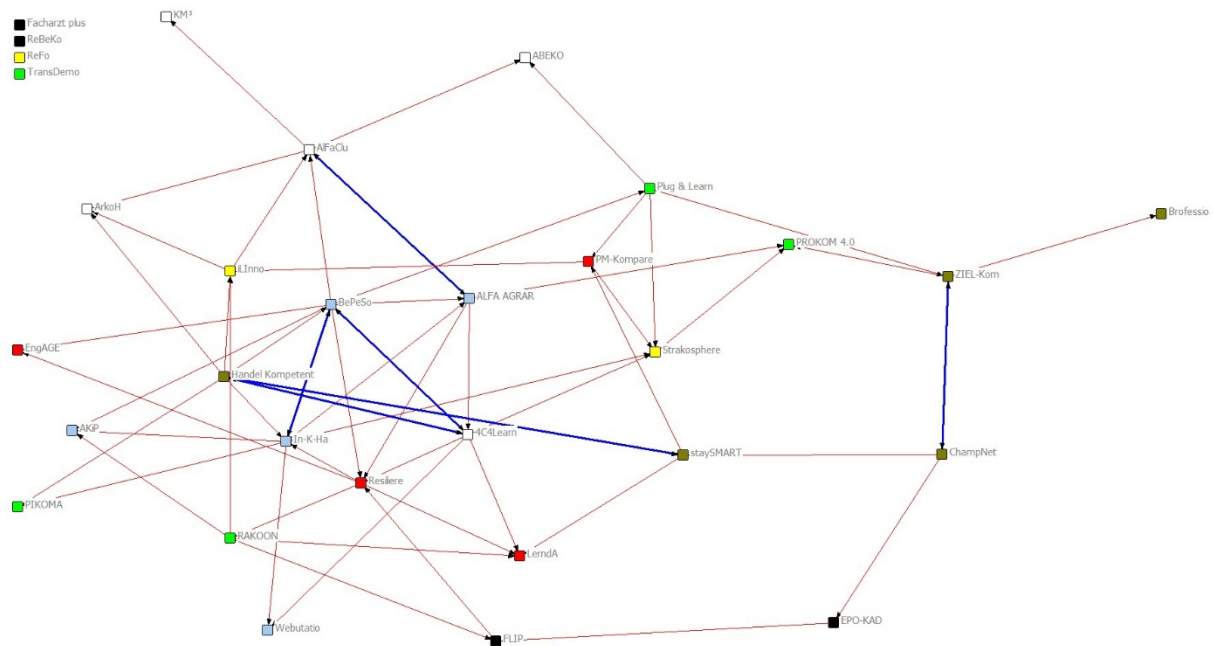 KM³
Facharzt plus
ReBeKo
ReFo
TransDemo
ABEKO
AlFaClu
Plug & Learn
ArkoH
Brofessio
PROKOM 4.0
PM-Kompare
iLInno
ZIEL-Kom
ALFA AGRAR
BePeSo
EngAGE
Strakosphere
Handel Kompetent
AKiP
4C4Learn
In-K-Ha
staySMART
ChampNet
Resiliere
PIKOMA
RAKOON
LerndA
EPO-KAD
Webutatio
FLIP